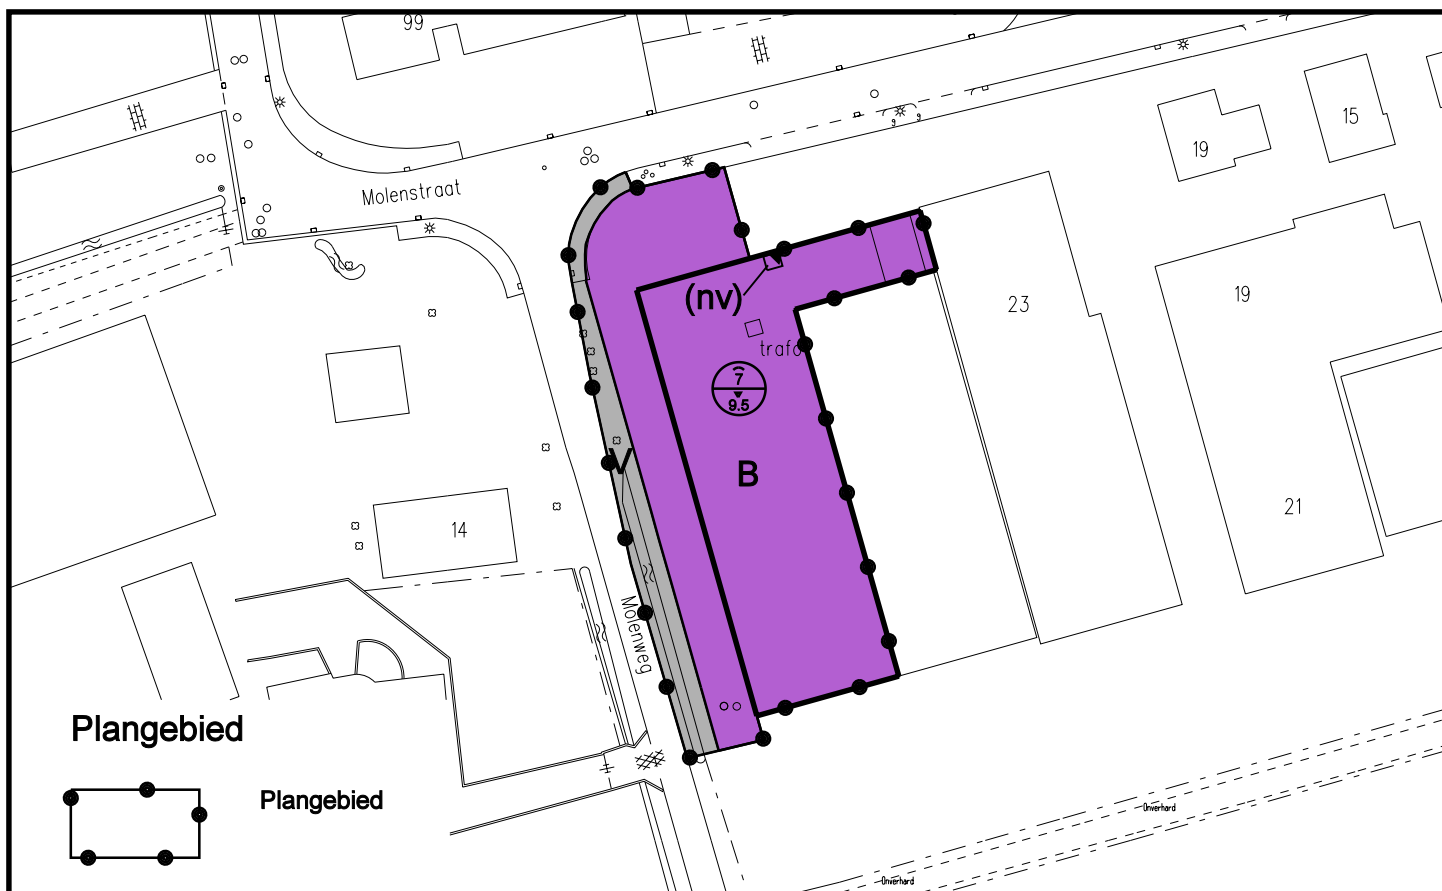 99
15
19
Molenstraat
(nv)
19
23
trafo
7
9.5
V
B
21
14
Molenweg
Plangebied
Plangebied
Onverhard
Onverhard